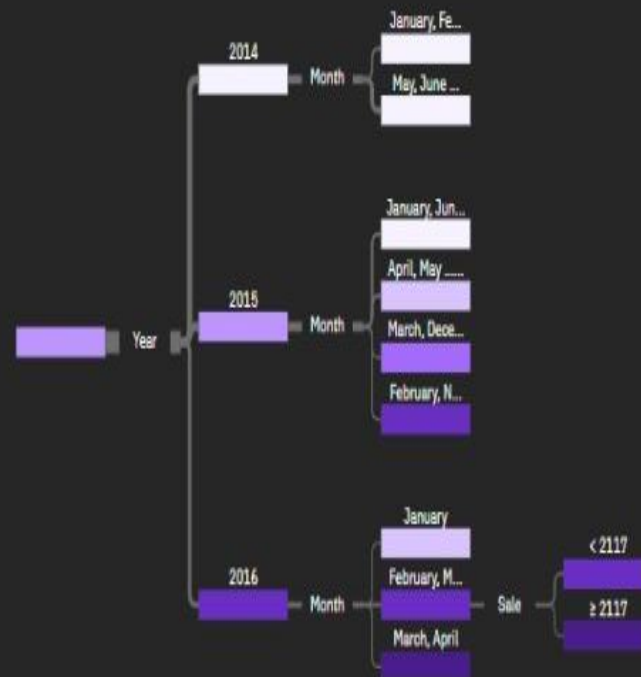 January, Fe...
2014
Month
May, June ...
January, Jun...
April, May ......
2015
Year
Month
March, Dece...
February, N...
January
< 2117
2016
February, M...
Month
Sale
≥ 2117
March, April